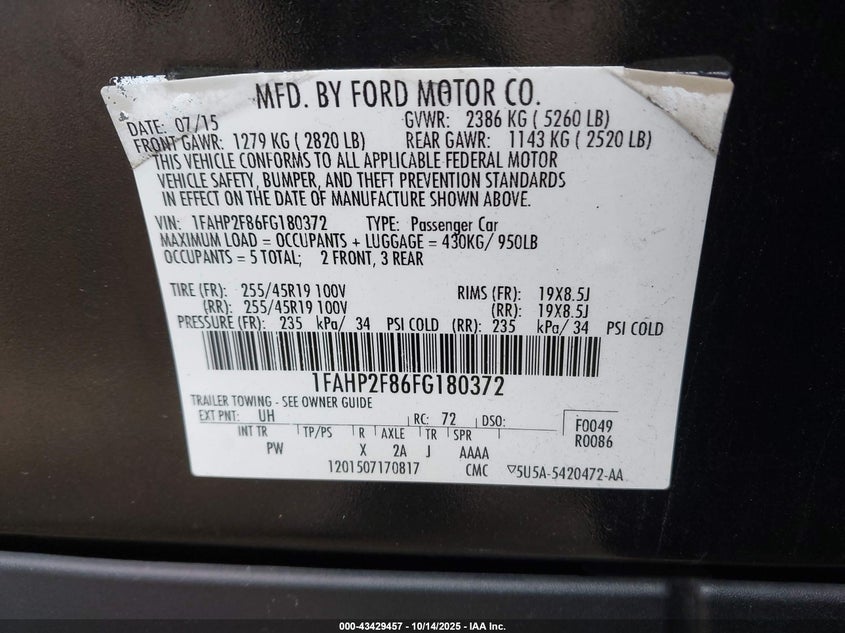 MFD. BY FORD MOTOR CO.
DATE: 07/15 GVWR: 2386 KG ( 5260 LB)
FRONT GAWR: 1279 KG ( 2820 LB) REAR GAWR: 1143 KG ( 2520 LB)
THIS VEHICLE CONFORMS TO ALL APPLICABLE FEDERAL MOTOR
VEHICLE SAFETY, BUMPER, AND THEFT PREVENTION STANDARDS
IN EFFECT ON THE DATE OF MANUFACTURE SHOWN ABOVE.
VIN: 1FAHP2F86FG180372 TYPE: Passenger Car
MAXIMUM LOAD = OCCUPANTS + LUGGAGE = 430KG/ 950LB
OCCUPANTS = 5 TOTAL; 2 FRONT, 3 REAR
TIRE (FR): 255/45R19 100V RIMS (FR): 19X8.5J
(RR): 255/45R19 100V (RR): 19X8.5J
PRESSURE (FR): 235 kPa/ 34 PSI COLD (RR): 235 kPa/ 34 PSI COLD
1FAHP2F86FG180372
TRAILER TOWING - SEE OWNER GUIDE
EXT PNT: UH RC: 72 DSO: F0049
INT TR TP/PS R AXLE TR SPR R0086
PW X 2A J AAAA
1201507170817 CMC 5U5A-5420472-AA
000-43429457 - 10/14/2025 - IAA Inc.